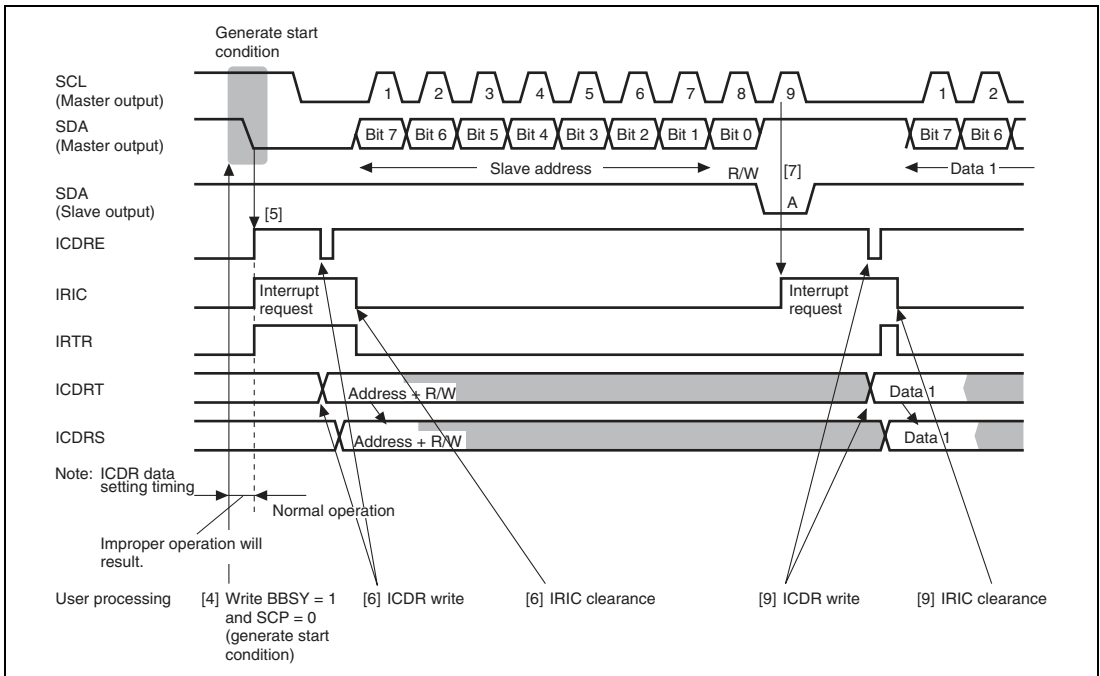 Generate start
condition
SCL
(Master output)
1 2 3 4 5 6 7 8 9 1 2
SDA
(Master output)
Bit 7 Bit 6 Bit 5 Bit 4 Bit 3 Bit 2 Bit 1 Bit 0 Bit 7 Bit 6
Slave address R/W [7] Data 1
SDA
(Slave output)
A
[5]
ICDRE
IRIC
Interrupt
request
Interrupt
request
IRTR
ICDRT
Address + R/W
Data 1
ICDRS
Address + R/W
Data 1
Note: ICDR data
setting timing
Normal operation
Improper operation will
result.
User processing
[4] Write BBSY = 1
and SCP = 0
(generate start
condition)
[6] ICDR write
[6] IRIC clearance
[9] ICDR write
[9] IRIC clearance